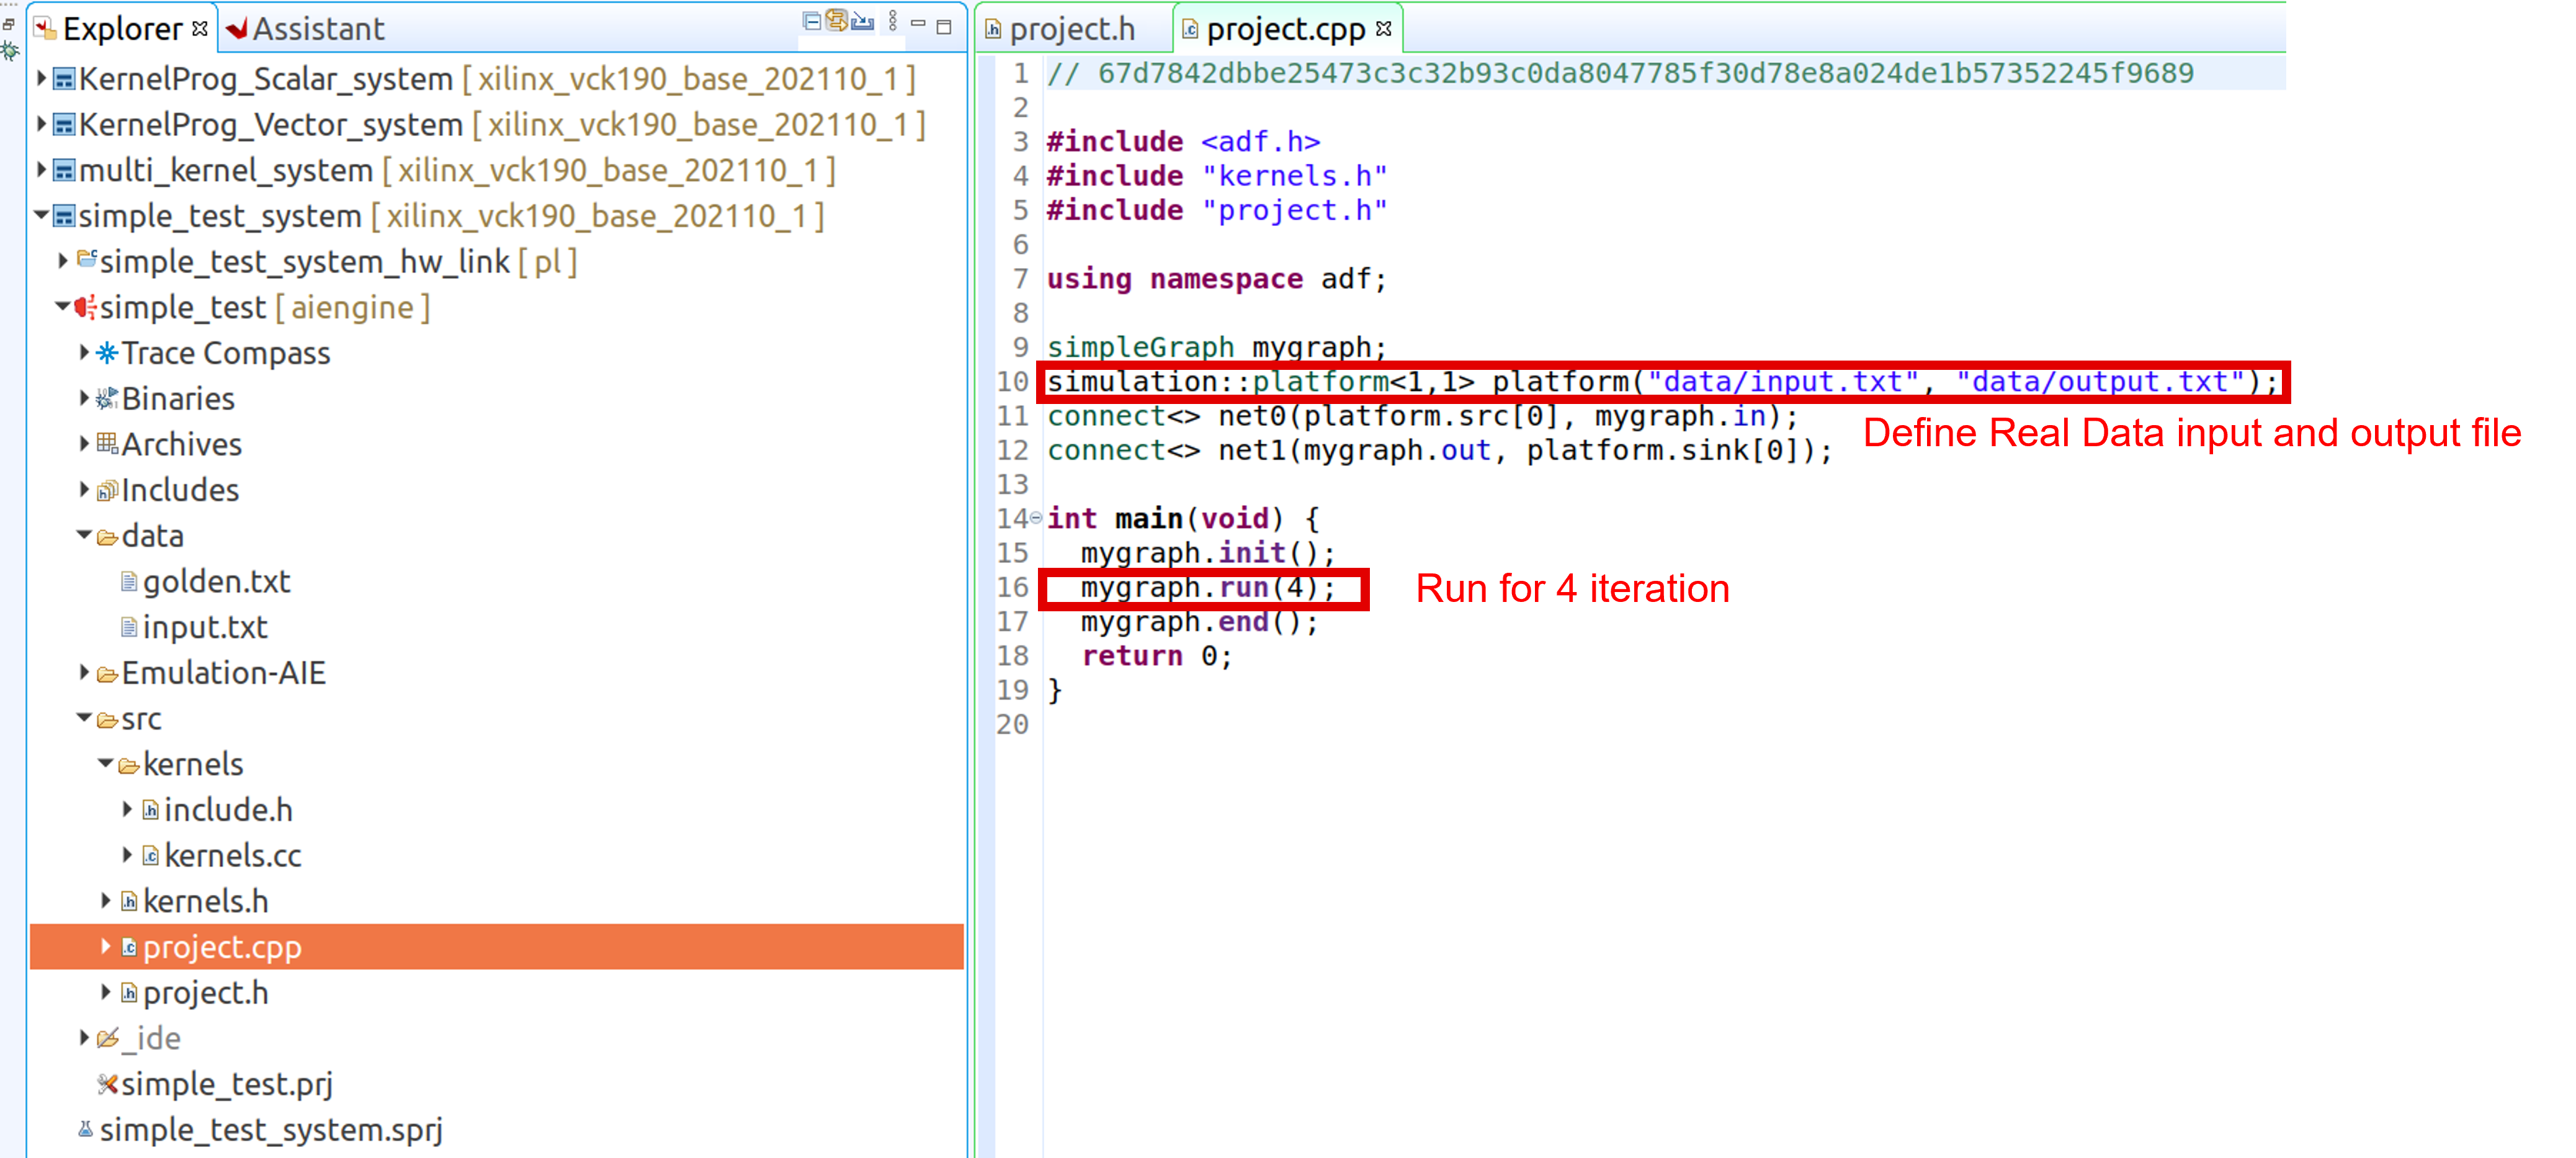 Explorer
Assistant
KernelProg_Scalar_system [ xilinx_vck190_base_202110_1 ]
KernelProg_Vector_system [ xilinx_vck190_base_202110_1 ]
multi_kernel_system [ xilinx_vck190_base_202110_1 ]
simple_test_system [ xilinx_vck190_base_202110_1 ]
simple_test_system_hw_link [ pl ]
simple_test [ aiengine ]
Trace Compass
Binaries
Archives
Includes
data
golden.txt
input.txt
Emulation-AIE
src
kernels
include.h
kernels.cc
kernels.h
project.cpp
project.h
_ide
simple_test.prj
simple_test_system.sprj
project.h
project.cpp
1 // 67d7842dbbe25473c3c32b93c0da8047785f30d78e8a024de1b57352245f9689
2
3 #include <adf.h>
4 #include "kernels.h"
5 #include "project.h"
6
7 using namespace adf;
8
9 simpleGraph mygraph;
10 simulation::platform<1,1> platform("data/input.txt", "data/output.txt");
11 connect<> net0(platform.src[0], mygraph.in);
12 connect<> net1(mygraph.out, platform.sink[0]);
Define Real Data input and output file
13
14 int main(void) {
15 mygraph.init();
16 mygraph.run(4);
Run for 4 iteration
17 mygraph.end();
18 return 0;
19 }
20